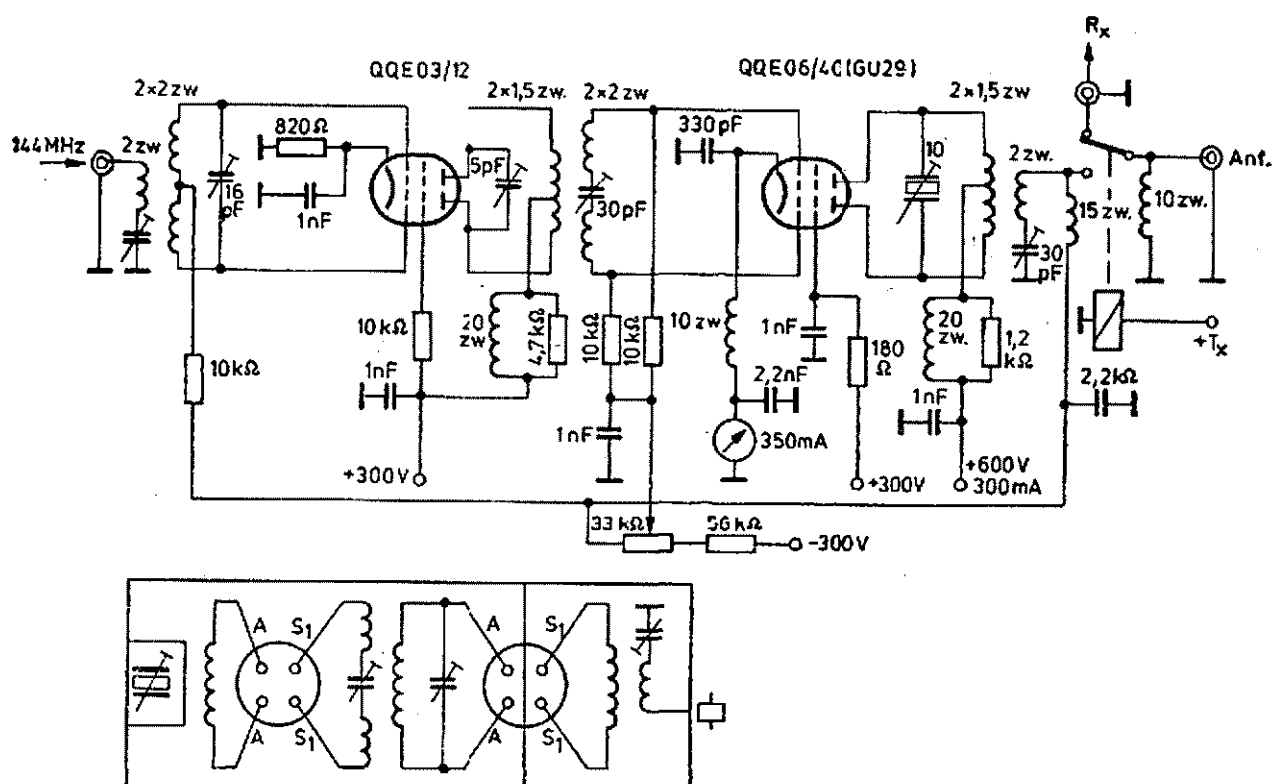 Rx
QQE03/12
QQE06/40(GU29)
2×2zw
2×1,5zw.
2×2zw
2×1,5zw
144MHz
2zw
820Ω
330pF
10
2zw.
Ant.
16
pF
1nF
5pF
30pF
15zw.
10zw.
30
pF
10kΩ
20
zw
4,7kΩ
10kΩ
10kΩ
10zw
1nF
180
Ω
20
zw.
1,2
kΩ
+Tx
10kΩ
1nF
2,2nF
1nF
2,2kΩ
1nF
350mA
+300V
+300V
+600V
300mA
33kΩ
56kΩ
-300V
A
S1
A
S1
A
S1
A
S1